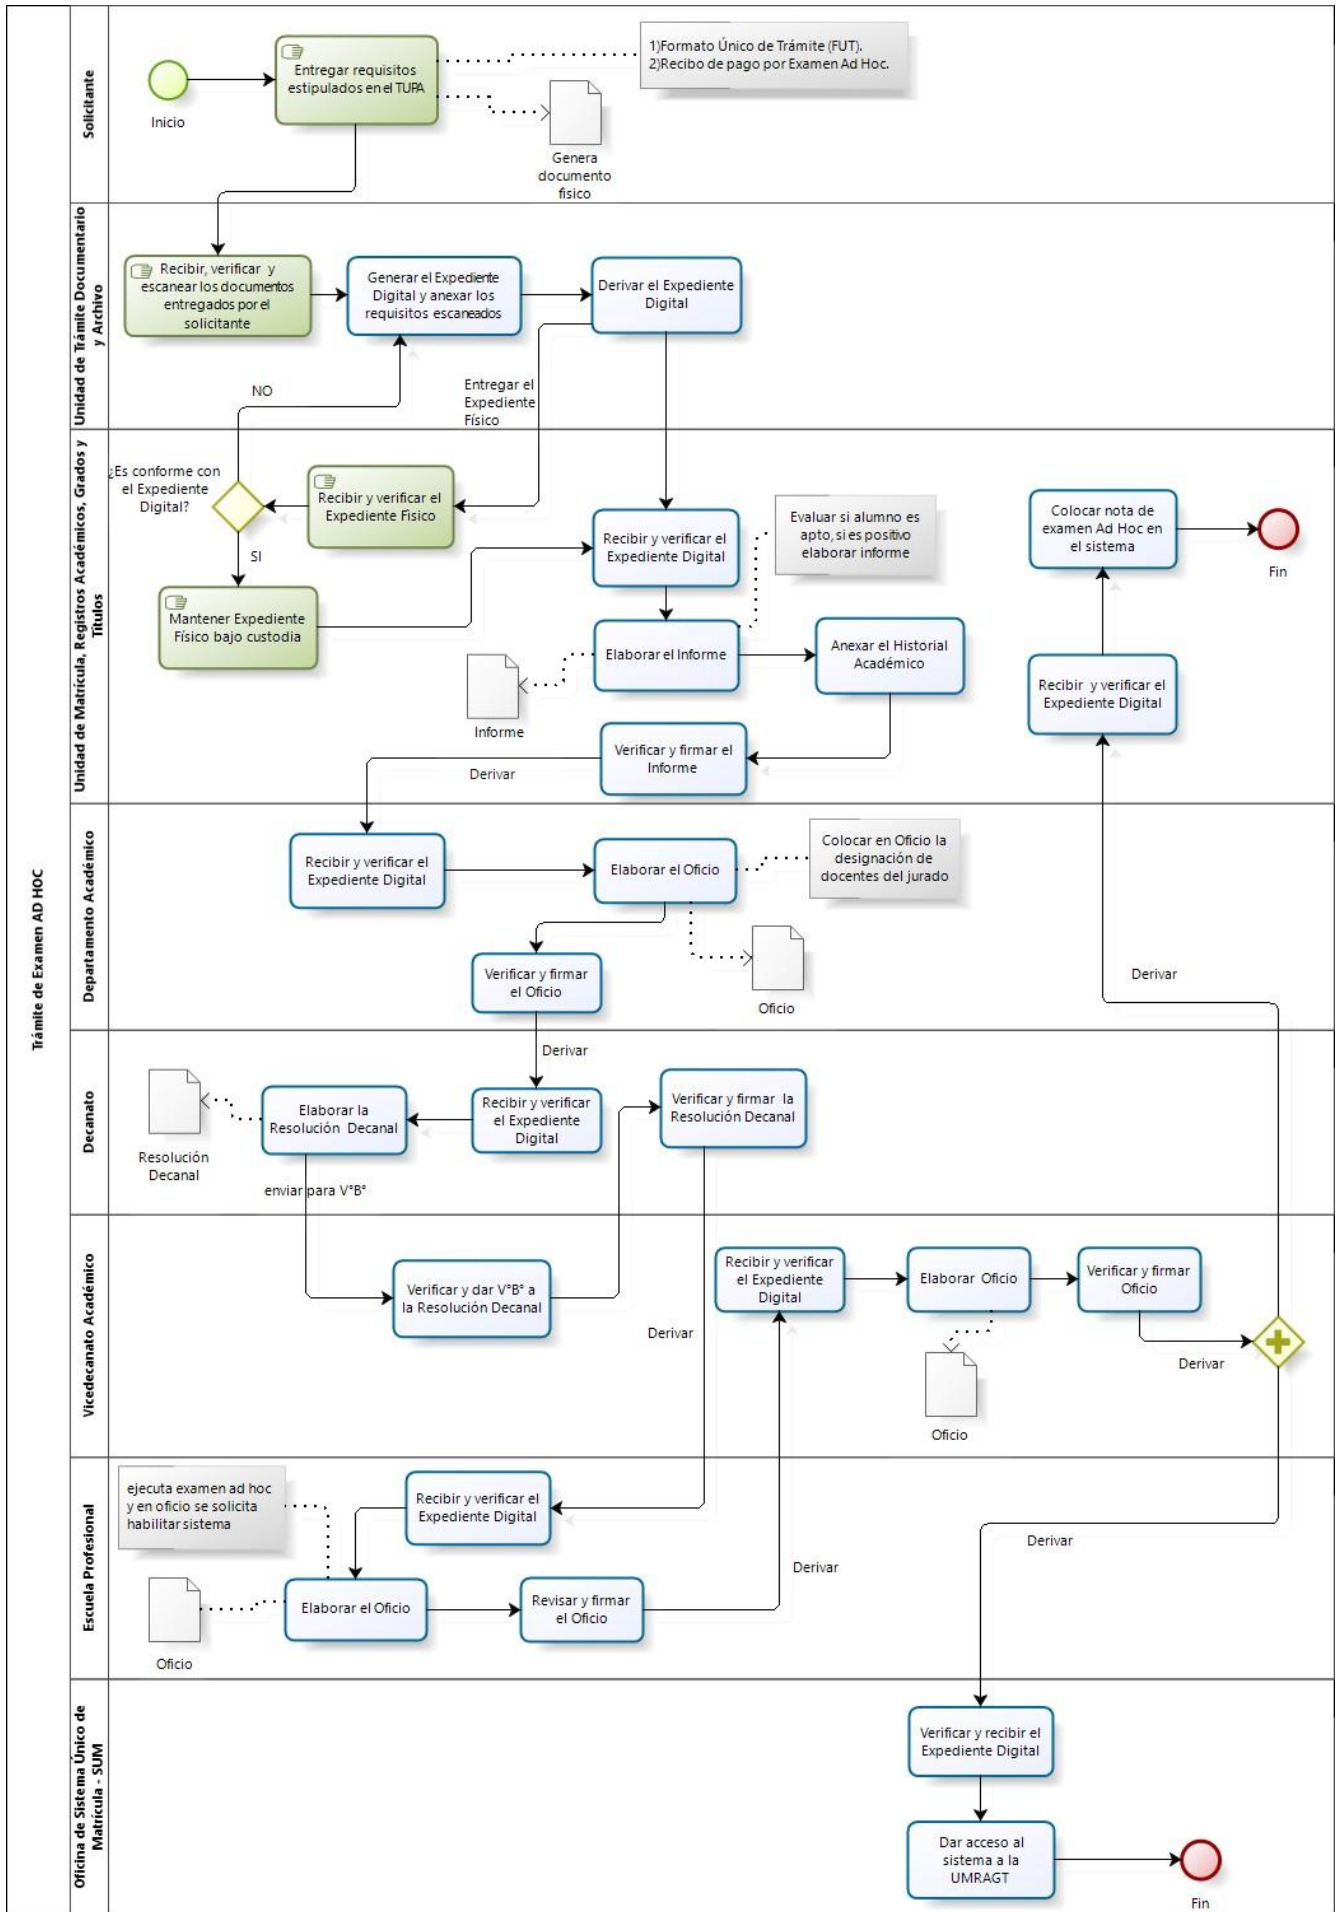 Trámite de Examen AD HOC
Solicitante
Inicio
Entregar requisitos
estipulados en el TUPA
1)Formato Único de Trámite (FUT).
2)Recibo de pago por Examen Ad Hoc.
Genera
documento
fisico
Unidad de Trámite Documentario
y Archivo
Recibir, verificar y
escanear los documentos
entregados por el
solicitante
Generar el Expediente
Digital y anexar los
requisitos escaneados
Derivar el Expediente
Digital
NO
Entregar el
Expediente
Físico
Unidad de Matrícula, Registros Académicos, Grados y
Títulos
¿Es conforme con
el Expediente
Digital?
Recibir y verificar el
Expediente Fisico
SI
Mantener Expediente
Físico bajo custodia
Recibir y verificar el
Expediente Digital
Evaluar si alumno es
apto, si es positivo
elaborar informe
Colocar nota de
examen Ad Hoc en
el sistema
Fin
Elaborar el Informe
Anexar el Historial
Académico
Recibir y verificar el
Expediente Digital
Informe
Verificar y firmar el
Informe
Derivar
Departamento Académico
Recibir y verificar el
Expediente Digital
Elaborar el Oficio
Colocar en Oficio la
designación de
docentes del jurado
Verificar y firmar
el Oficio
Oficio
Derivar
Decanato
Derivar
Resolución
Decanal
Elaborar la
Resolución Decanal
Recibir y verificar
el Expediente
Digital
Verificar y firmar la
Resolución Decanal
enviar para V°B°
Vicedecanato Académico
Verificar y dar V°B° a
la Resolución Decanal
Derivar
Recibir y verificar
el Expediente
Digital
Elaborar Oficio
Verificar y firmar
Oficio
Derivar
Oficio
Escuela Profesional
ejecuta examen ad hoc
y en oficio se solicita
habilitar sistema
Recibir y verificar el
Expediente Digital
Derivar
Derivar
Oficio
Elaborar el Oficio
Revisar y firmar
el Oficio
Oficina de Sistema Único de
Matrícula - SUM
Verificar y recibir el
Expediente Digital
Dar acceso al
sistema a la
UMRAGT
Fin